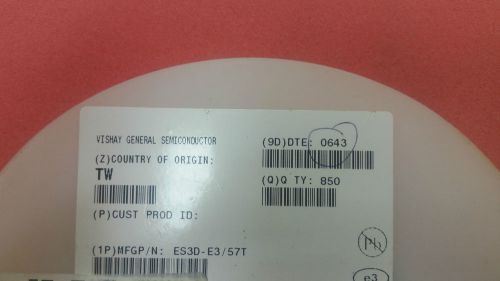 VISHAY GENERAL SEMICONDUCTOR
(9D)DTE: 0643
(Z)COUNTRY OF ORIGIN:
TW
(Q)Q TY: 850
(P)CUST PROD ID:
(1P)MFGP/N: ES3D-E3/57T
Pb
e3